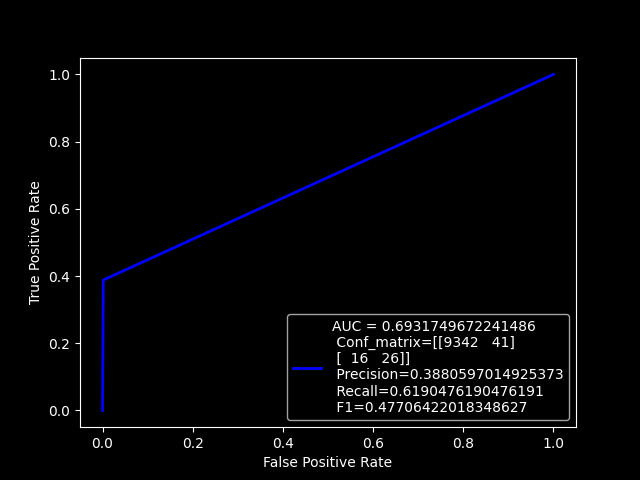 1.0
0.8
0.6
0.4
0.2
0.0
True Positive Rate
AUC = 0.6931749672241486
Conf_matrix=[[9342   41]
[  16   26]]
Precision=0.3880597014925373
Recall=0.6190476190476191
F1=0.47706422018348627
0.0 0.2 0.4 0.6 0.8 1.0
False Positive Rate